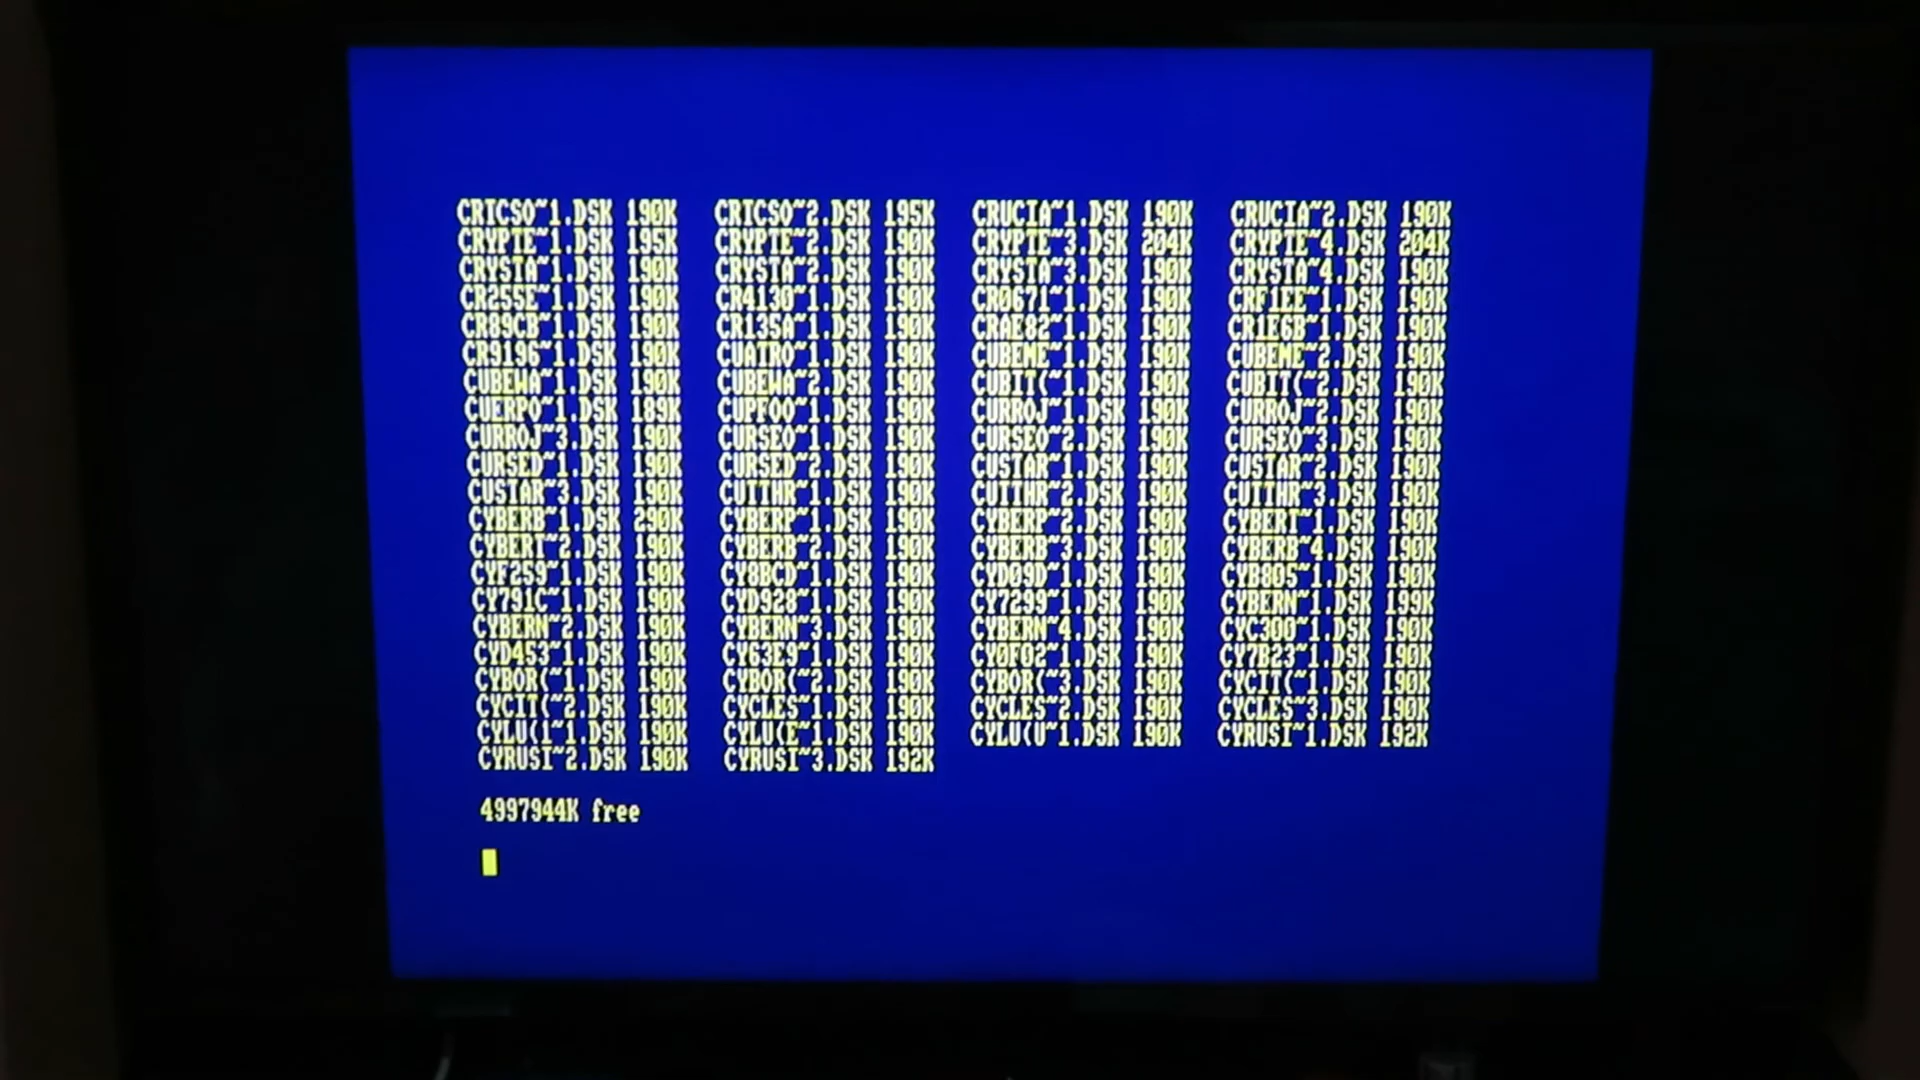 CRICSO~1.DSK 190K CRICSO~2.DSK 195K CRUCIA~1.DSK 190K CRUCIA~2.DSK 190K
CRYPTE~1.DSK 195K CRYPTE~2.DSK 190K CRYPTE~3.DSK 204K CRYPTE~4.DSK 204K
CRYSTA~1.DSK 190K CRYSTA~2.DSK 190K CRYSTA~3.DSK 190K CRYSTA~4.DSK 190K
CR255E~1.DSK 190K CR4130~1.DSK 190K CR0671~1.DSK 190K CRF1EE~1.DSK 190K
CR89CB~1.DSK 190K CR135A~1.DSK 190K CRAE82~1.DSK 190K CR1E6B~1.DSK 190K
CR9196~1.DSK 190K CUATRO~1.DSK 190K CUBEME~1.DSK 190K CUBEME~2.DSK 190K
CUBEWA~1.DSK 190K CUBEWA~2.DSK 190K CUBIT(~1.DSK 190K CUBIT(~2.DSK 190K
CUERPO~1.DSK 189K CUPFOO~1.DSK 190K CURROJ~1.DSK 190K CURROJ~2.DSK 190K
CURROJ~3.DSK 190K CURSEO~1.DSK 190K CURSEO~2.DSK 190K CURSEO~3.DSK 190K
CURSED~1.DSK 190K CURSED~2.DSK 190K CUSTAR~1.DSK 190K CUSTAR~2.DSK 190K
CUSTAR~3.DSK 190K CUTTHR~1.DSK 190K CUTTHR~2.DSK 190K CUTTHR~3.DSK 190K
CYBERB~1.DSK 290K CYBERP~1.DSK 190K CYBERP~2.DSK 190K CYBERT~1.DSK 190K
CYBERT~2.DSK 190K CYBERB~2.DSK 190K CYBERB~3.DSK 190K CYBERB~4.DSK 190K
CYF259~1.DSK 190K CY8BCD~1.DSK 190K CYD09D~1.DSK 190K CYB805~1.DSK 190K
CY791C~1.DSK 190K CYD928~1.DSK 190K CY7299~1.DSK 190K CYBERN~1.DSK 199K
CYBERN~2.DSK 190K CYBERN~3.DSK 190K CYBERN~4.DSK 190K CYC300~1.DSK 190K
CYD453~1.DSK 190K CY63E9~1.DSK 190K CY0F02~1.DSK 190K CY7B23~1.DSK 190K
CYBOR(~1.DSK 190K CYBOR(~2.DSK 190K CYBOR(~3.DSK 190K CYCIT(~1.DSK 190K
CYCIT(~2.DSK 190K CYCLES~1.DSK 190K CYCLES~2.DSK 190K CYCLES~3.DSK 190K
CYLU(1~1.DSK 190K CYLU(E~1.DSK 190K CYLU(U~1.DSK 190K CYRUSI~1.DSK 192K
CYRUSI~2.DSK 190K CYRUSI~3.DSK 192K
4997944K free